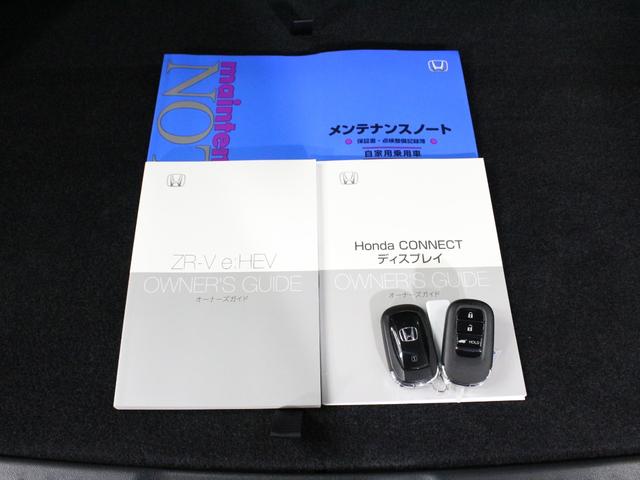 mainten
NO
メンテナンスノート
保証書・点検整備記録簿
自家用乗用車
ZR-V e:HEV
OWNER'S GUIDE
オーナーズガイド
Honda CONNECT
ディスプレイ
OWNER'S GUIDE
オーナーズガイド
HOLD